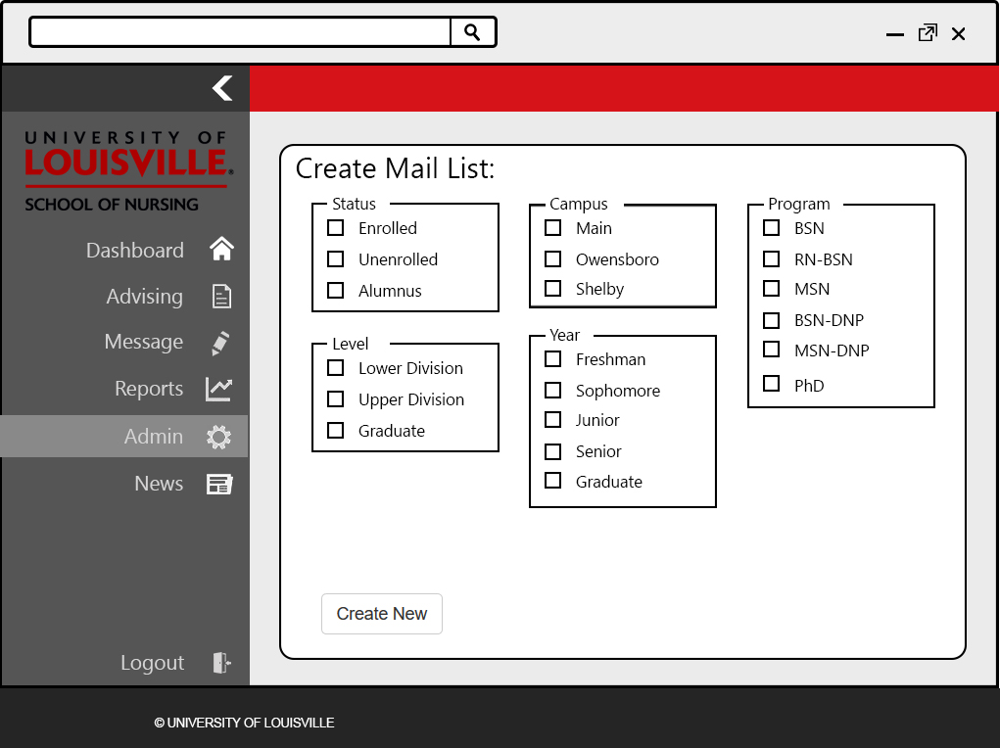 UNIVERSITY OF
LOUISVILLE.
SCHOOL OF NURSING
Dashboard
Advising
Message
Reports
Admin
News
Logout
Create Mail List:
Status
Enrolled
Unenrolled
Alumnus
Level
Lower Division
Upper Division
Graduate
Campus
Main
Owensboro
Shelby
Year
Freshman
Sophomore
Junior
Senior
Graduate
Program
BSN
RN-BSN
MSN
BSN-DNP
MSN-DNP
PhD
Create New
© UNIVERSITY OF LOUISVILLE